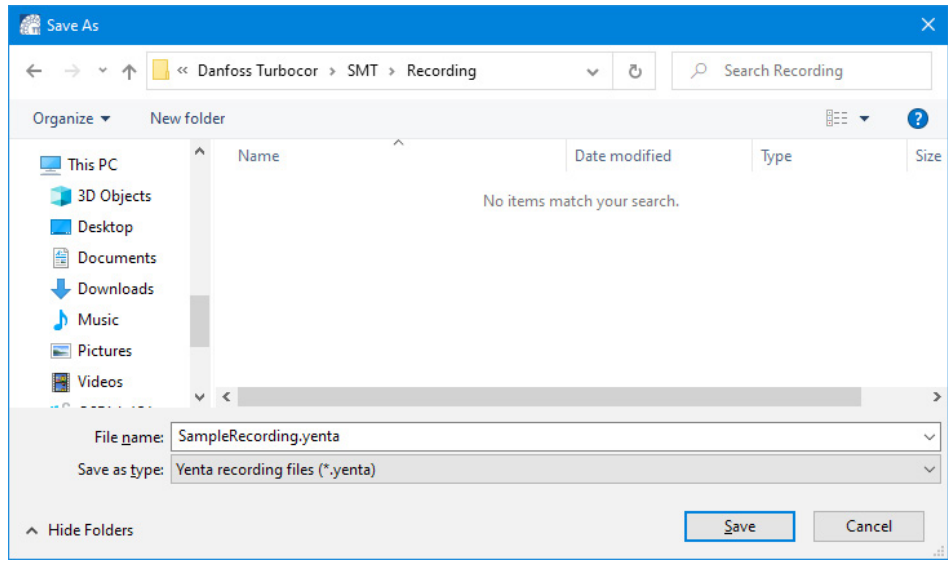 Save As
« Danfoss Turbocor > SMT > Recording
Search Recording
Organize
New folder
Name
Date modified
Type
Size
This PC
3D Objects
Desktop
Documents
Downloads
Music
Pictures
Videos
No items match your search.
File name: SampleRecording.yenta
Save as type: Yenta recording files (*.yenta)
Hide Folders
Save
Cancel